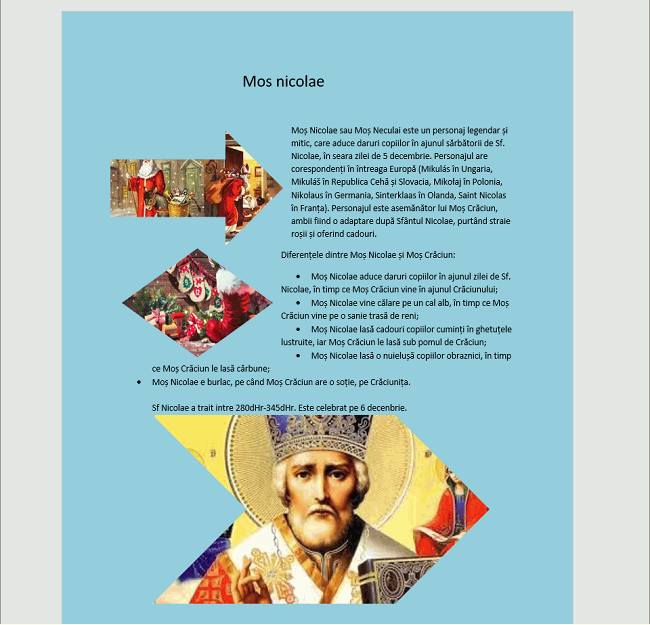 Mos nicolae
Moș Nicolae sau Moș Neculai este un personaj legendar și
mitic, care aduce daruri copiilor în ajunul sărbătorii de Sf.
Nicolae, în seara zilei de 5 decembrie. Personajul are
corespondenți în întreaga Europă (Mikulás în Ungaria,
Mikuláš în Republica Cehă și Slovacia, Mikołaj în Polonia,
Nikolaus în Germania, Sinterklaas în Olanda, Saint Nicolas
în Franța). Personajul este asemănător lui Moș Crăciun,
ambii fiind o adaptare după Sfântul Nicolae, purtând straie
roșii și oferind cadouri.
Diferențele dintre Moș Nicolae și Moș Crăciun:
• Moș Nicolae aduce daruri copiilor în ajunul zilei de Sf.
Nicolae, în timp ce Moș Crăciun vine în ajunul Crăciunului;
• Moș Nicolae vine călare pe un cal alb, în timp ce Moș
Crăciun vine pe o sanie trasă de reni;
• Moș Nicolae lasă cadouri copiilor cuminți în ghetuțele
lustruite, iar Moș Crăciun le lasă sub pomul de Crăciun;
• Moș Nicolae lasă o nuielușă copiilor obraznici, în timp
ce Moș Crăciun le lasă cărbune;
• Moș Nicolae e burlac, pe când Moș Crăciun are o soție, pe Crăciunița.
Sf Nicolae a trait intre 280dHr-345dHr. Este celebrat pe 6 decenbrie.